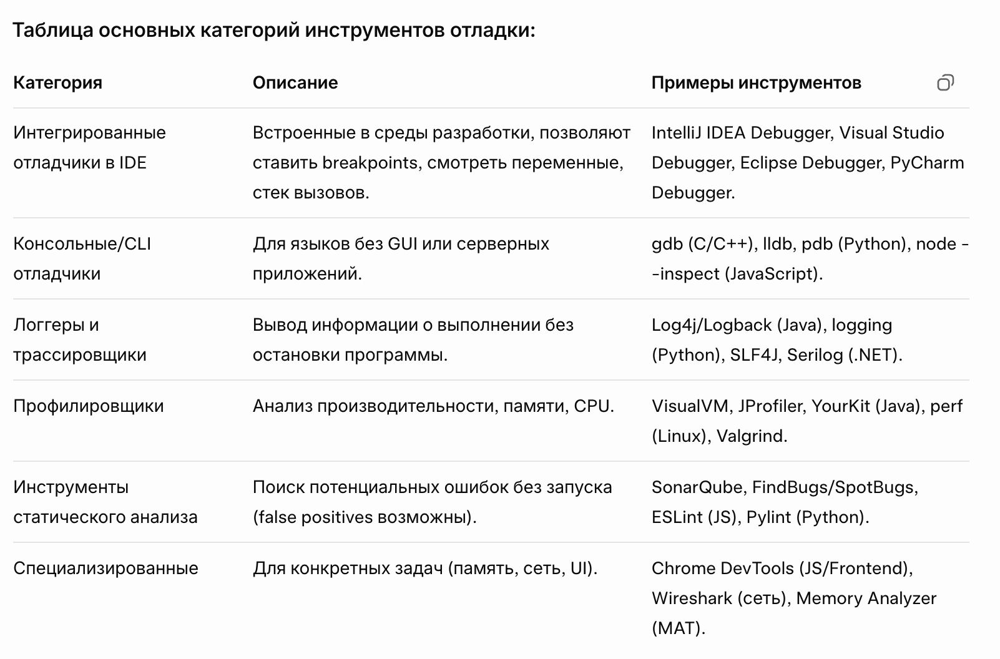 Таблица основных категорий инструментов отладки:
Категория
Описание
Примеры инструментов
Интегрированные
отладчики в IDE
Встроенные в среды разработки, позволяют
ставить breakpoints, смотреть переменные,
стек вызовов.
IntelliJ IDEA Debugger, Visual Studio
Debugger, Eclipse Debugger, PyCharm
Debugger.
Консольные/CLI
отладчики
Для языков без GUI или серверных
приложений.
gdb (C/C++), lldb, pdb (Python), node -
-inspect (JavaScript).
Логгеры и
трассировщики
Вывод информации о выполнении без
остановки программы.
Log4j/Logback (Java), logging
(Python), SLF4J, Serilog (.NET).
Профилировщики
Анализ производительности, памяти, CPU.
VisualVM, JProfiler, YourKit (Java), perf
(Linux), Valgrind.
Инструменты
статического анализа
Поиск потенциальных ошибок без запуска
(false positives возможны).
SonarQube, FindBugs/SpotBugs,
ESLint (JS), Pylint (Python).
Специализированные
Для конкретных задач (память, сеть, UI).
Chrome DevTools (JS/Frontend),
Wireshark (сеть), Memory Analyzer
(MAT).